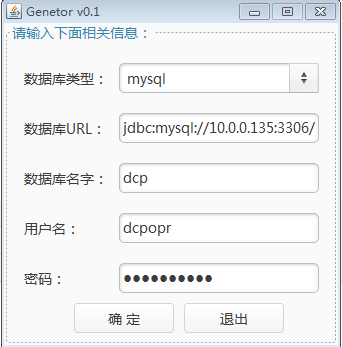 Genetor v0.1
请输入下面相关信息：
数据库类型： mysql
数据库URL： jdbc:mysql://10.0.0.135:3306/
数据库名字： dcp
用户名： dcpopr
密码： ●●●●●●●●●●
确 定 退出